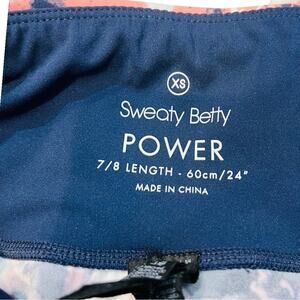 XS
Sweaty Betty
POWER
7/8 LENGTH - 60cm/24"
MADE IN CHINA